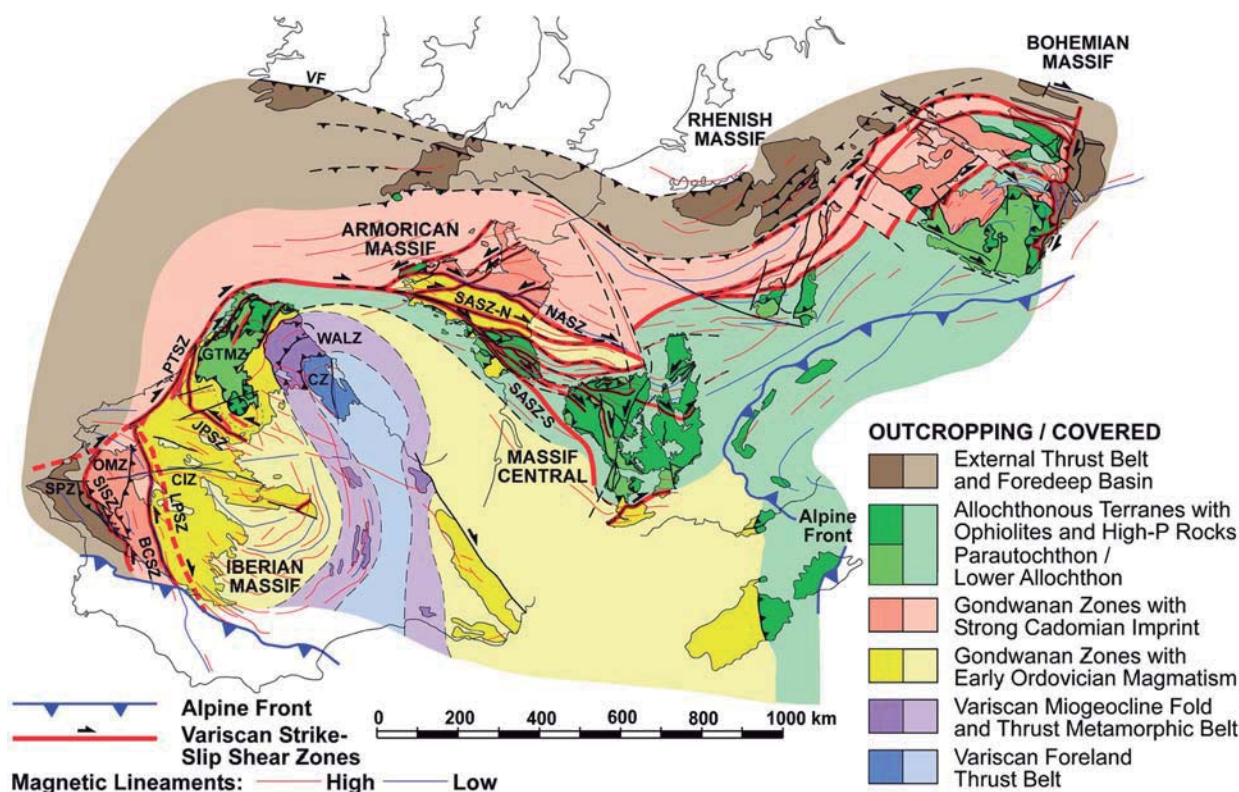 BOHEMIAN
MASSIF
VF
RHENISH
MASSIF
ARMORICAN
MASSIF
SASZ-N
NASZ
PTSZ
GTMZ
WALZ
CZ
SASZ-S
JPSZ
MASSIF
CENTRAL
OMZ
SPZ
SISZ
CIZ
LPSZ
BCSZ
IBERIAN
MASSIF
Alpine
Front
OUTCROPPING / COVERED
External Thrust Belt
and Foredeep Basin
Allochthonous Terranes with
Ophiolites and High-P Rocks
Parautochthon /
Lower Allochthon
Gondwanan Zones with
Strong Cadomian Imprint
Gondwanan Zones with
Early Ordovician Magmatism
Variscan Miogeocline Fold
and Thrust Metamorphic Belt
Variscan Foreland
Thrust Belt
Alpine Front
Variscan Strike-
Slip Shear Zones
Magnetic Lineaments: High Low
0 200 400 600 800 1000 km